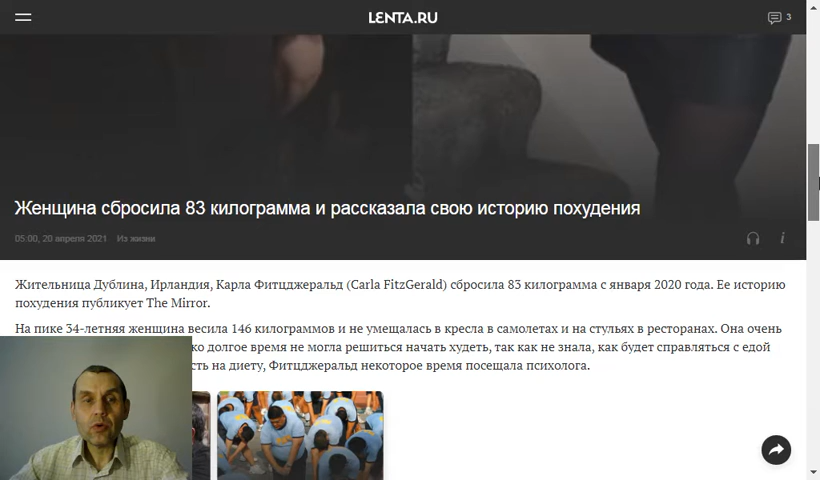 LENTA.RU
3
Женщина сбросила 83 килограмма и рассказала свою историю похудения
05:00, 20 апреля 2021 Из жизни
Жительница Дублина, Ирландия, Карла Фитцджеральд (Carla FitzGerald) сбросила 83 килограмма с января 2020 года. Ее историю
похудения публикует The Mirror.
На пике 34-летняя женщина весила 146 килограммов и не умещалась в кресла в самолетах и на стульях в ресторанах. Она очень
ко долгое время не могла решиться начать худеть, так как не знала, как будет справляться с едой
сть на диету, Фитцджеральд некоторое время посещала психолога.